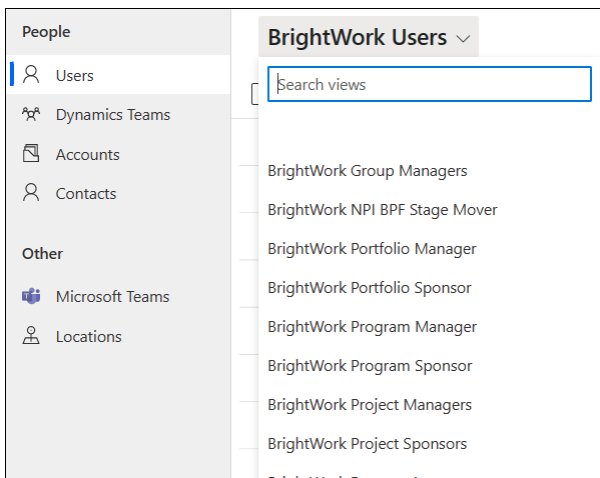 People
Users
Dynamics Teams
Accounts
Contacts
Other
Microsoft Teams
Locations
BrightWork Users
Search views
BrightWork Group Managers
BrightWork NPI BPF Stage Mover
BrightWork Portfolio Manager
BrightWork Portfolio Sponsor
BrightWork Program Manager
BrightWork Program Sponsor
BrightWork Project Managers
BrightWork Project Sponsors